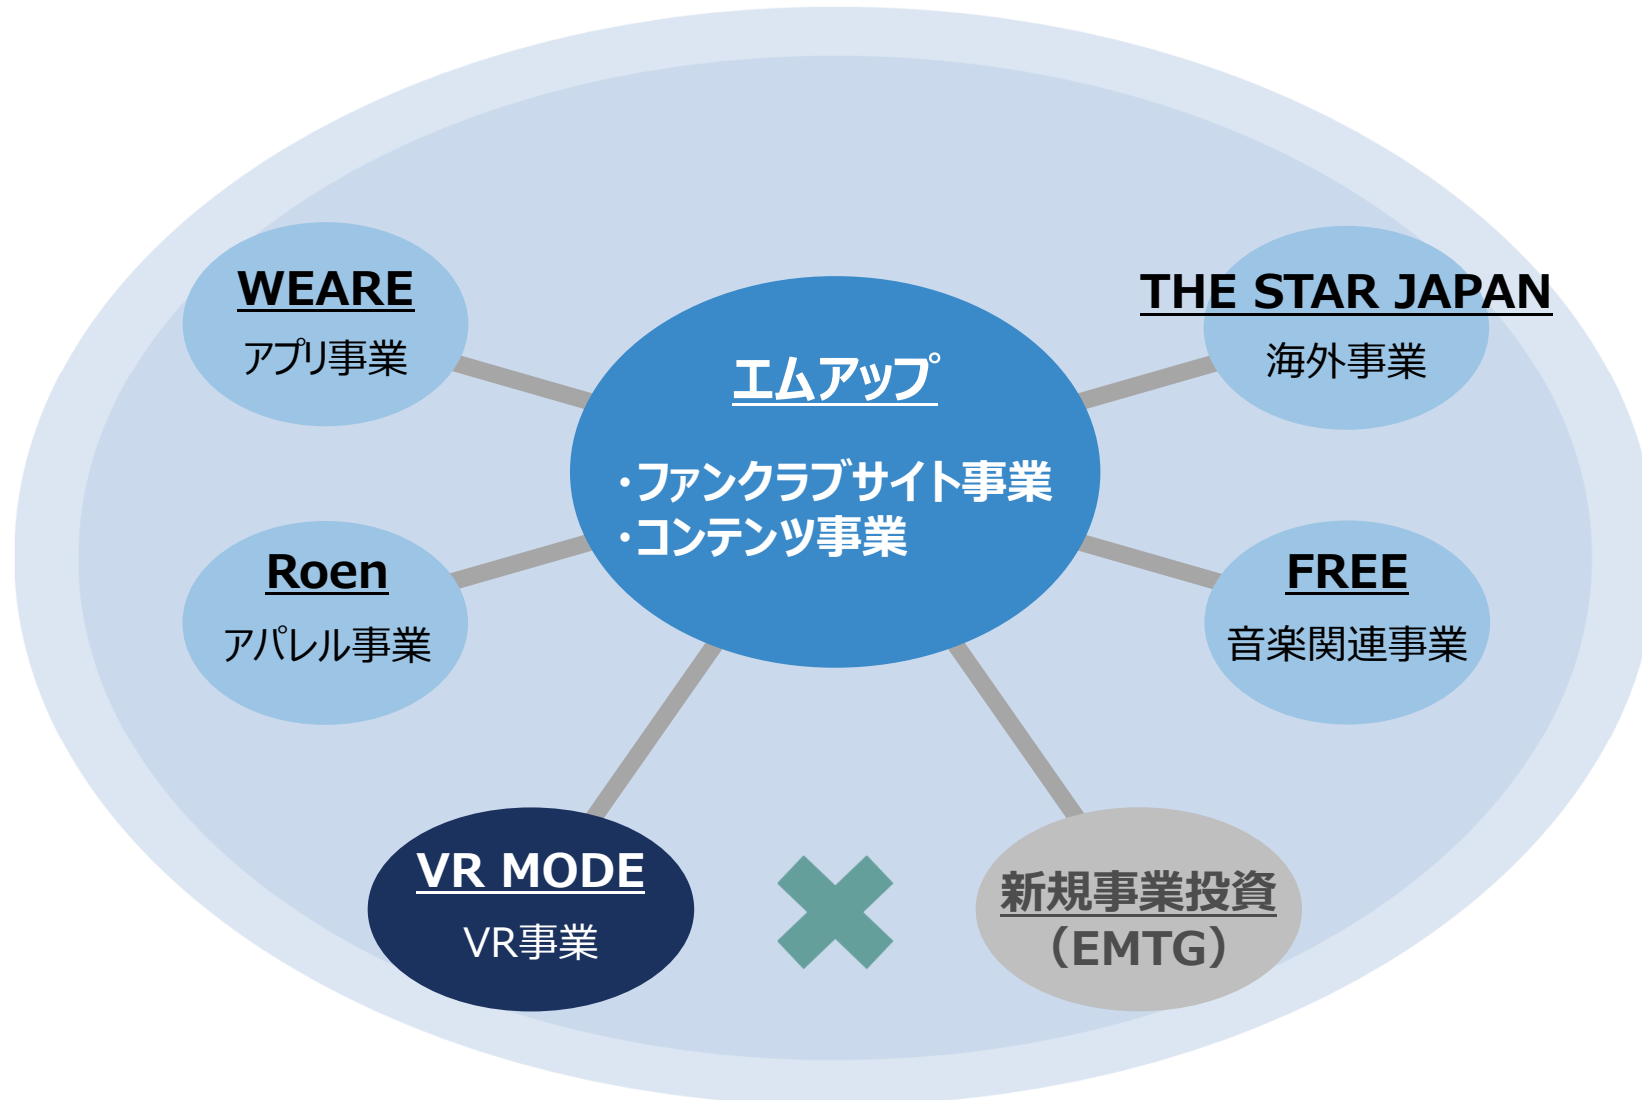 WEARE
アプリ事業
THE STAR JAPAN
海外事業
エムアップ
・ファンクラブサイト事業
・コンテンツ事業
Roen
アパレル事業
FREE
音楽関連事業
VR MODE
VR事業
新規事業投資
（EMTG）